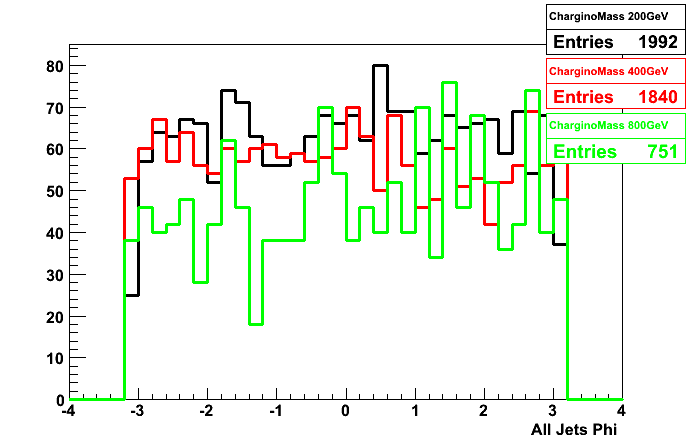 CharginoMass 200GeV
Entries 1992
CharginoMass 400GeV
Entries 1840
CharginoMass 800GeV
Entries 751
80
70
60
50
40
30
20
10
0
-4 -3 -2 -1 0 1 2 3 4
All Jets Phi